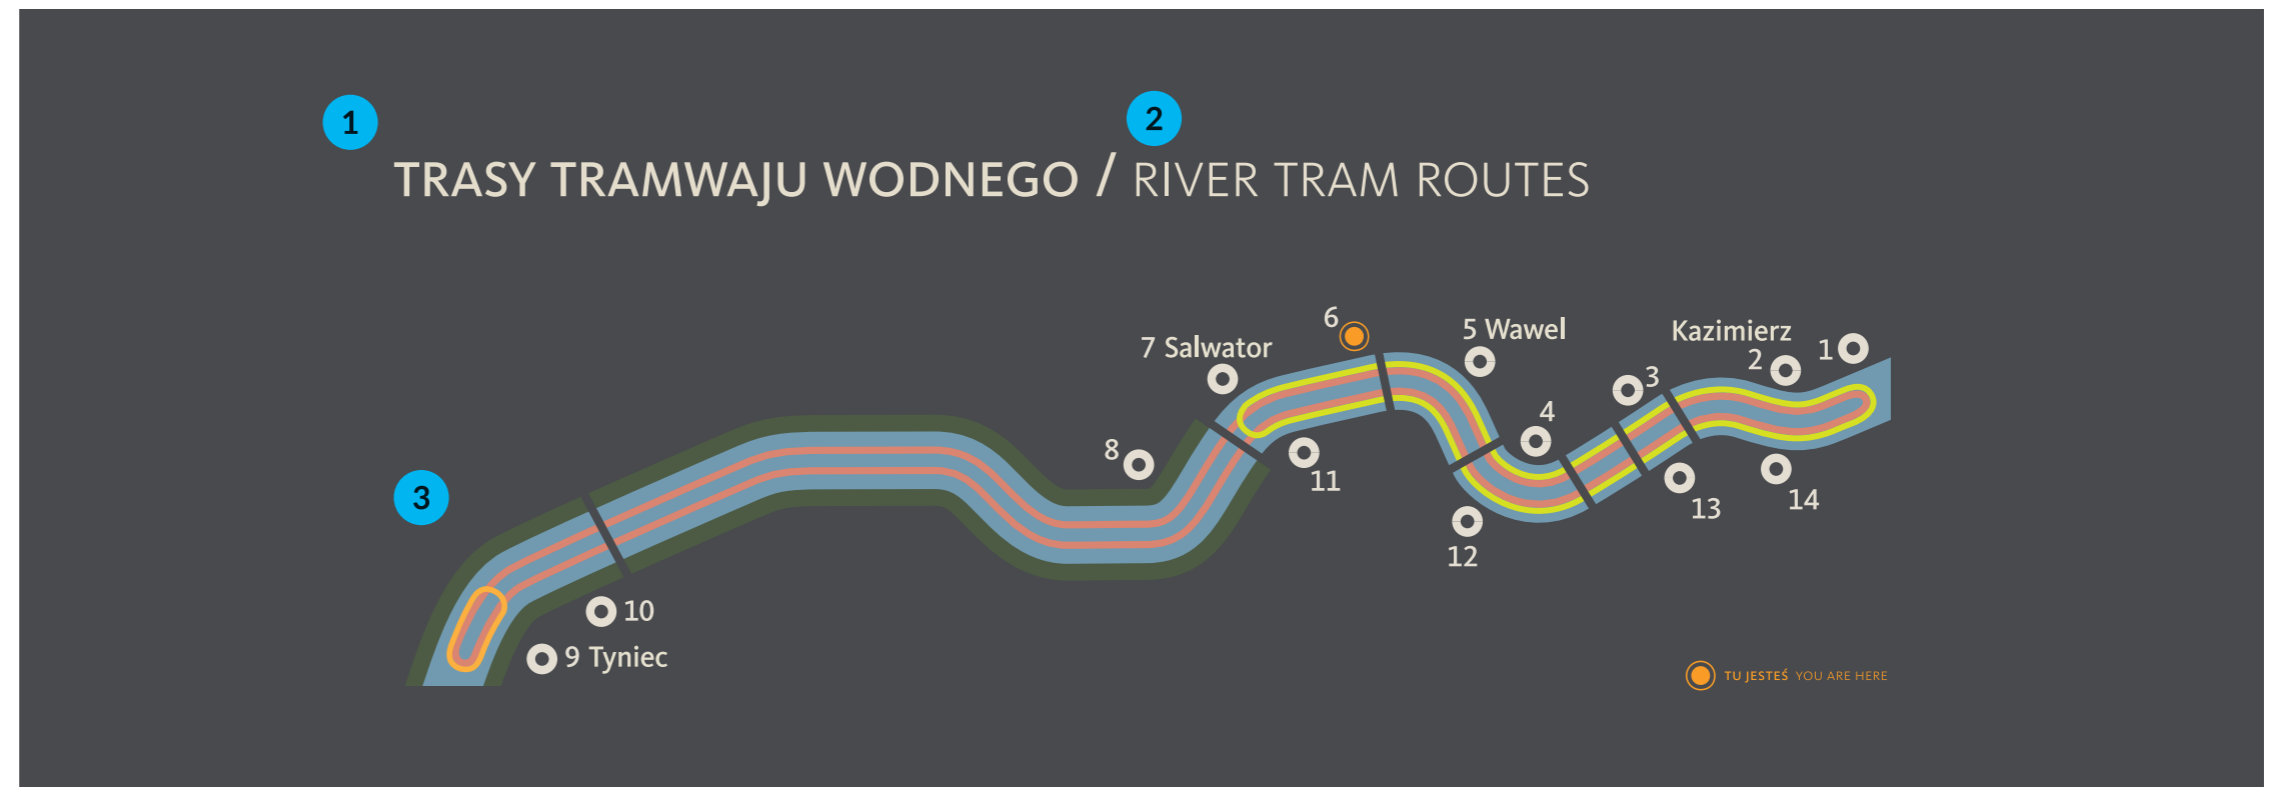 1
2
TRASY TRAMWAJU WODNEGO / RIVER TRAM ROUTES
6
5 Wawel
Kazimierz
7 Salwator
2
1
3
4
8
11
3
13
14
12
10
9 Tyniec
TU JESTEŚ YOU ARE HERE